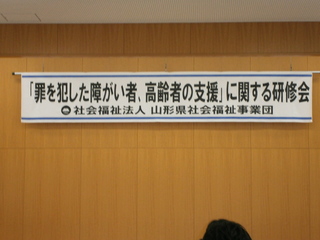 「罪を犯した障がい者、高齢者の支援」に関する研修会
社会福祉法人 山形県社会福祉事業団